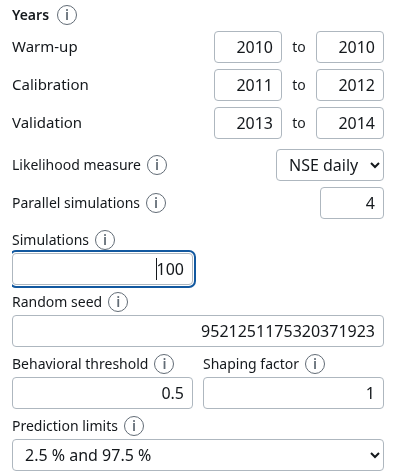 Years
Warm-up 2010 to 2010
Calibration 2011 to 2012
Validation 2013 to 2014
Likelihood measure NSE daily
Parallel simulations 4
Simulations
100
Random seed
9521251175320371923
Behavioral threshold Shaping factor
0.5 1
Prediction limits
2.5 % and 97.5 %